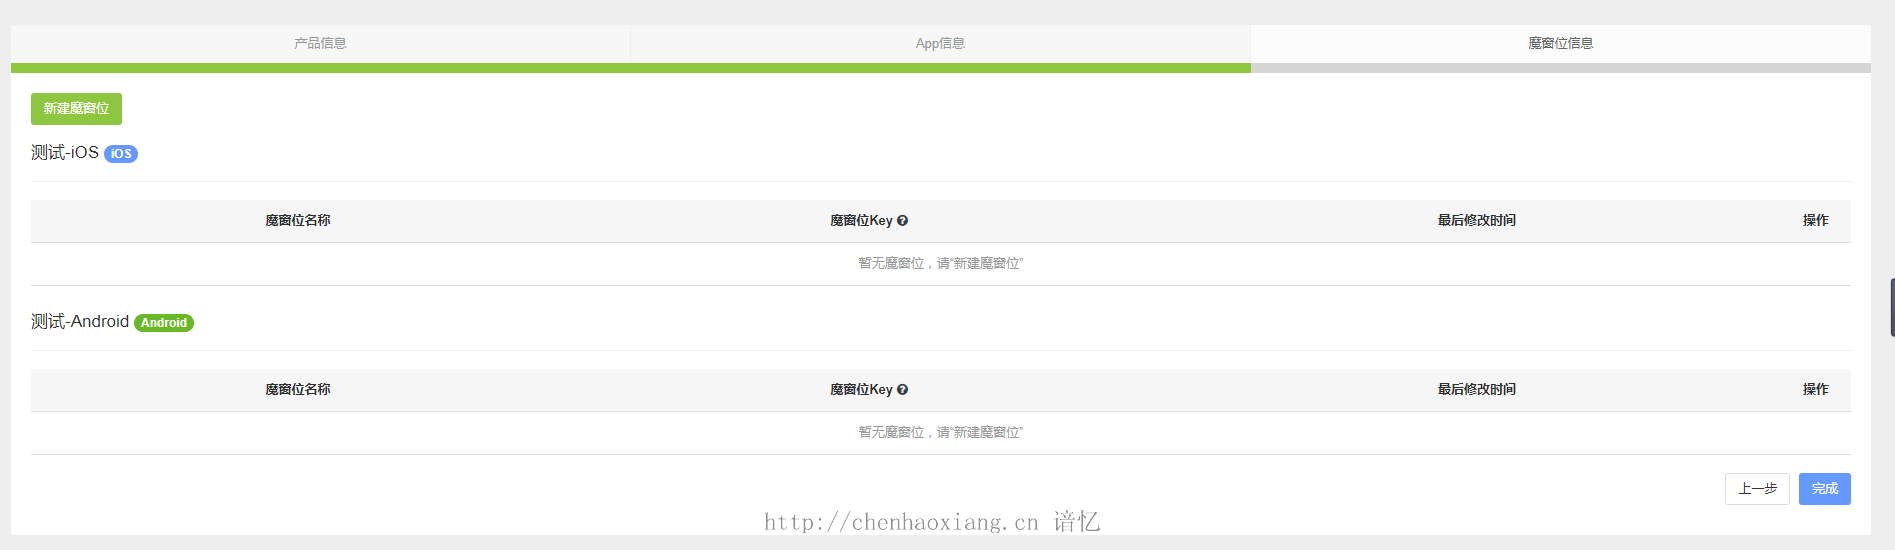 产品信息 App信息 魔窗位信息
新建魔窗位
测试-iOS iOS
魔窗位名称 魔窗位Key 最后修改时间 操作
暂无魔窗位，请“新建魔窗位”
测试-Android Android
魔窗位名称 魔窗位Key 最后修改时间 操作
暂无魔窗位，请“新建魔窗位”
上一步 完成
http://chenhaoxiang.cn 谙忆